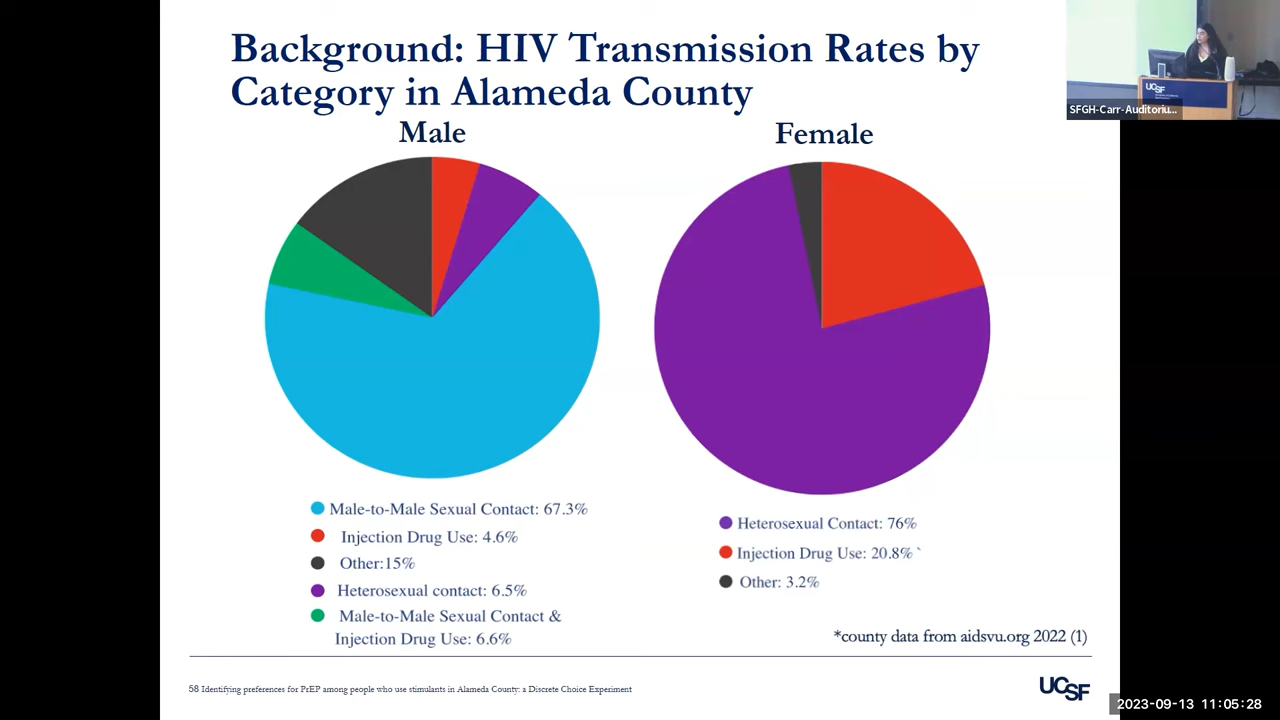 Background: HIV Transmission Rates by
Category in Alameda County
Male
Female
Male-to-Male Sexual Contact: 67.3%
Injection Drug Use: 4.6%
Other:15%
Heterosexual contact: 6.5%
Male-to-Male Sexual Contact &
Injection Drug Use: 6.6%
Heterosexual Contact: 76%
Injection Drug Use: 20.8% `
Other: 3.2%
*county data from aidsvu.org 2022 (1)
58 Identifying preferences for PrEP among people who use stimulants in Alameda County: a Discrete Choice Experiment
UCSF
UCSF
SFGH-Carr-Auditoriu...
2023-09-13 11:05:28